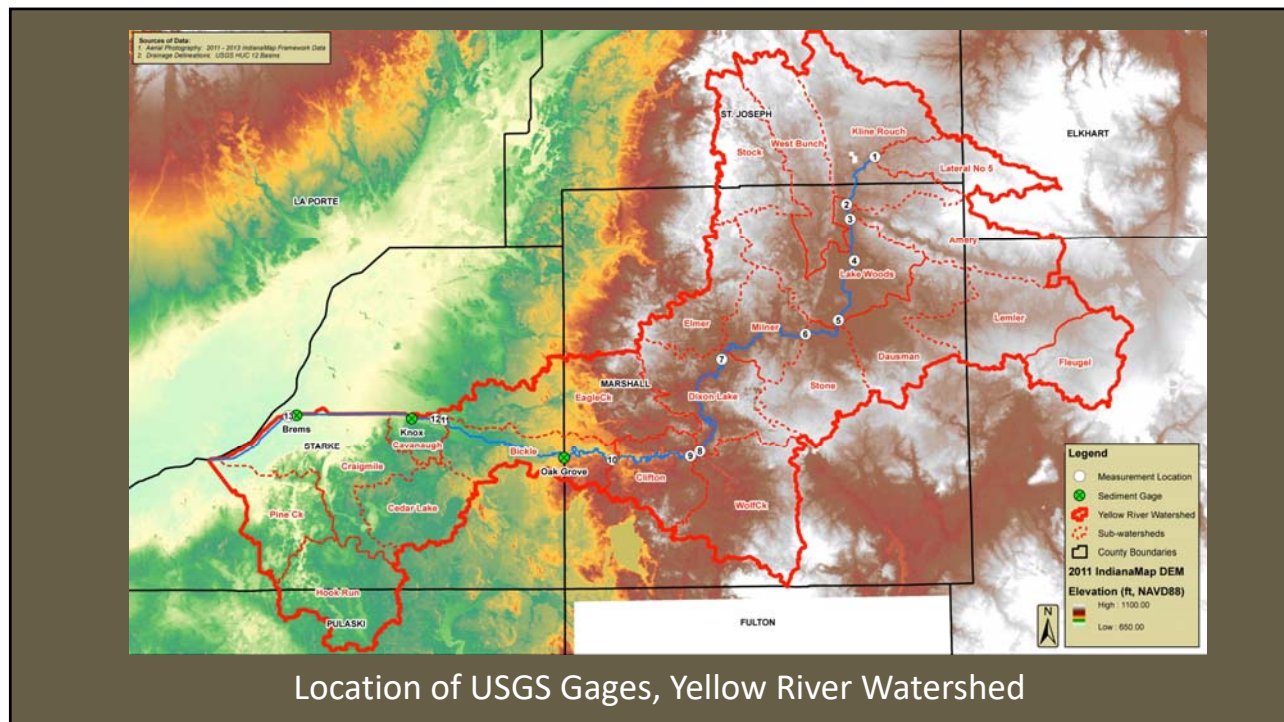 Sources of Data:
1. Aerial Photography: 2011 - 2013 IndianaMap Framework Data
2. Drainage Delineations: USGS HUC 12 Basins
ST. JOSEPH
Kline Rouch
West Bunch
Stock
ELKHART
1
Lateral No 5
LA PORTE
2
3
Amery
4
Lake Woods
Lemler
Elmer
Milner
5
6
7
Dausman
Fleugel
Stone
MARSHALL
EagleCk
Dixon Lake
13
Brems
12
11
Knox
STARKE
Cavanaugh
Bickle
Oak Grove
10
9
8
Craigmile
Clifton
Cedar Lake
WolfCk
Pine Ck
Hook Run
PULASKI
FULTON
N
Legend
Measurement Location
Sediment Gage
Yellow River Watershed
Sub-watersheds
County Boundaries
2011 IndianaMap DEM
Elevation (ft, NAVD88)
High : 1100.00
Low : 650.00
Location of USGS Gages, Yellow River Watershed